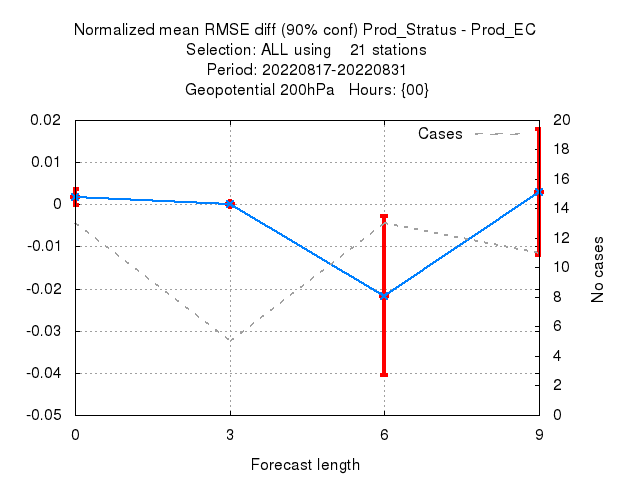 Normalized mean RMSE diff (90% conf) Prod_Stratus - Prod_EC
Selection: ALL using    21 stations
Period: 20220817-20220831
Geopotential 200hPa   Hours: {00}
Cases
0.02
0.01
0
-0.01
-0.02
-0.03
-0.04
-0.05
20
18
16
14
12
10
8
6
4
2
0
No cases
0 3 6 9
Forecast length